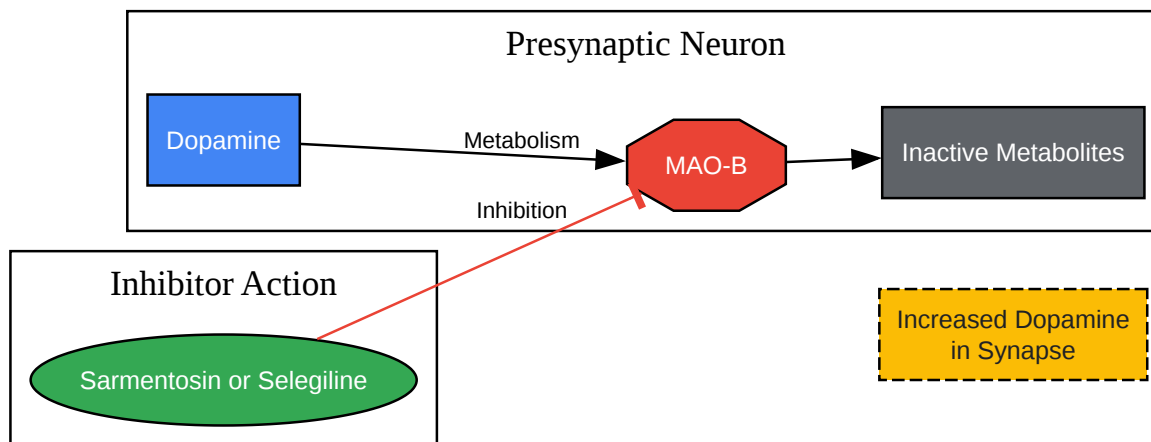 Presynaptic Neuron
Dopamine
Metabolism
MAO-B
Inactive Metabolites
Inhibition
Inhibitor Action
Sarmentosin or Selegiline
Increased Dopamine
in Synapse